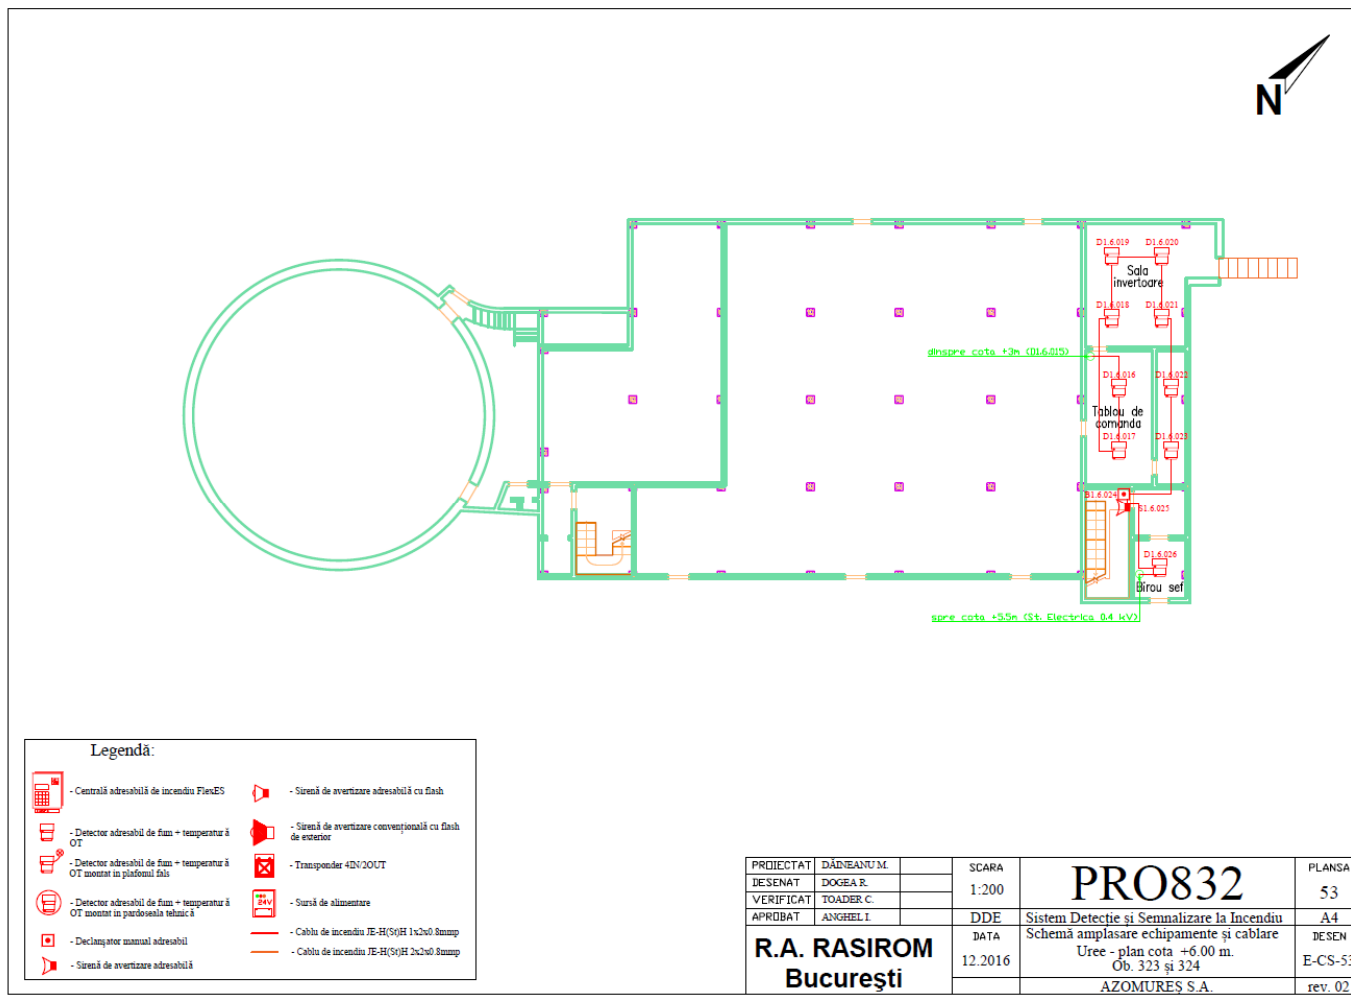 N
D1.6.019
D1.6.020
Sala
invertoare
D1.6.018
D1.6.021
dinspre cota +3m (D1.6.015)
D1.6.016
D1.6.022
Tablou de
comanda
D1.6.017
D1.6.023
B1.6.024
S1.6.025
D1.6.026
Birou sef
spre cota +5.5m (St. Electrica 0.4 kV)
Legendă:
- Centrală adresabilă de incendiu FlexES
- Detector adresabil de fum + temperatură
OT
- Detector adresabil de fum + temperatură
OT montat in plafonul fals
- Detector adresabil de fum + temperatură
OT montat in pardoseala tehnică
- Declanşator manual adresabil
- Sirenă de avertizare adresabilă
- Sirenă de avertizare adresabilă cu flash
- Sirenă de avertizare convenţională cu flash
de exterior
- Transponder 4IN/2OUT
24V
- Sursă de alimentare
- Cablu de incendiu JE-H(St)H 1x2x0.8mmp
- Cablu de incendiu JE-H(St)H 2x2x0.8mmp
PROIECTAT DĂINEANU M.
DESENAT DOGEA R.
VERIFICAT TOADER C.
APROBAT ANGHEL I.
R.A. RASIROM
Bucureşti
SCARA
1:200
DDE
DATA
12.2016
PRO832
Sistem Detecţie şi Semnalizare la Incendiu
Schemă amplasare echipamente şi cablare
Uree - plan cota +6.00 m.
Ob. 323 şi 324
AZOMUREŞ S.A.
PLANSA
53
A4
DESEN
E-CS-53
rev. 02